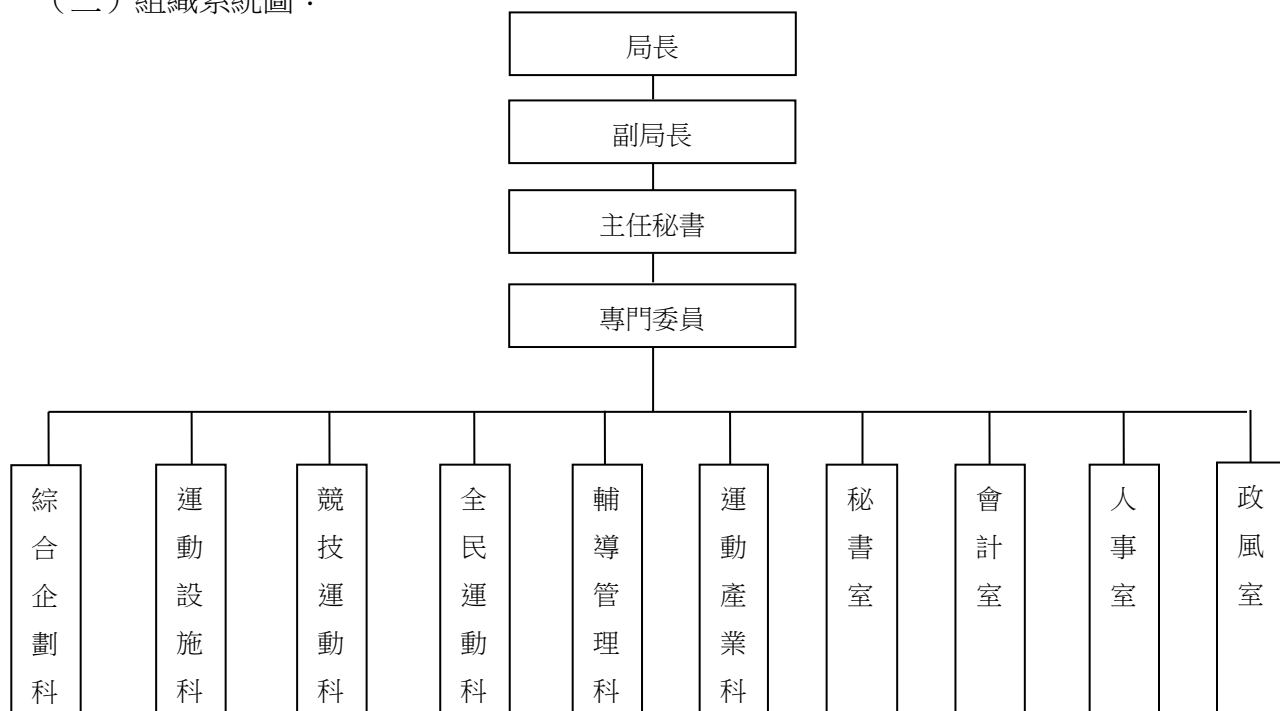 組織系統圖：
局長
副局長
主任秘書
專門委員
綜合企劃科
運動設施科
競技運動科
全民運動科
輔導管理科
運動產業科
秘書室
會計室
人事室
政風室